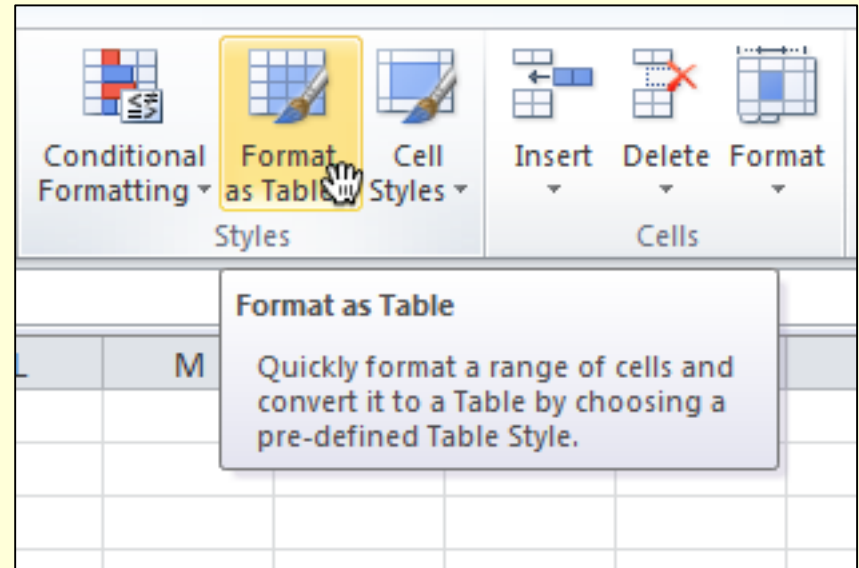 Conditional Formatting
Format as Table
Cell Styles
Insert
Delete
Format
Styles
Cells
Format as Table
L
M
Quickly format a range of cells and
convert it to a Table by choosing a
pre-defined Table Style.